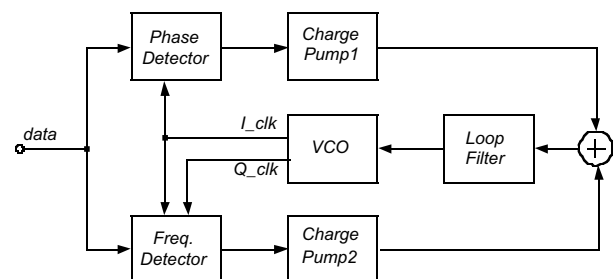 Phase
Detector
Charge
Pump1
data
I_clk
Q_clk
VCO
Loop
Filter
Freq.
Detector
Charge
Pump2